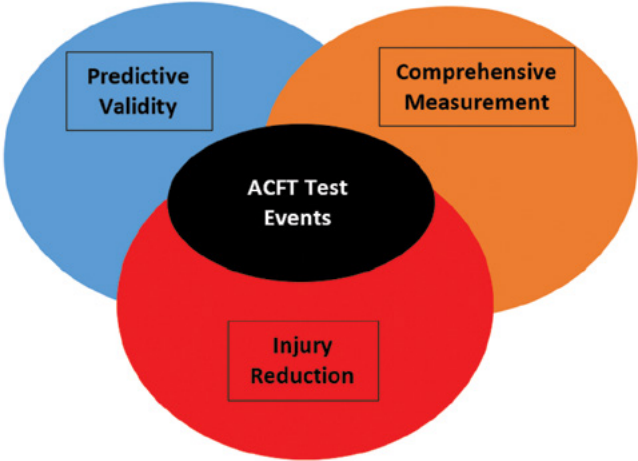 Predictive
Validity
Comprehensive
Measurement
ACFT Test
Events
Injury
Reduction